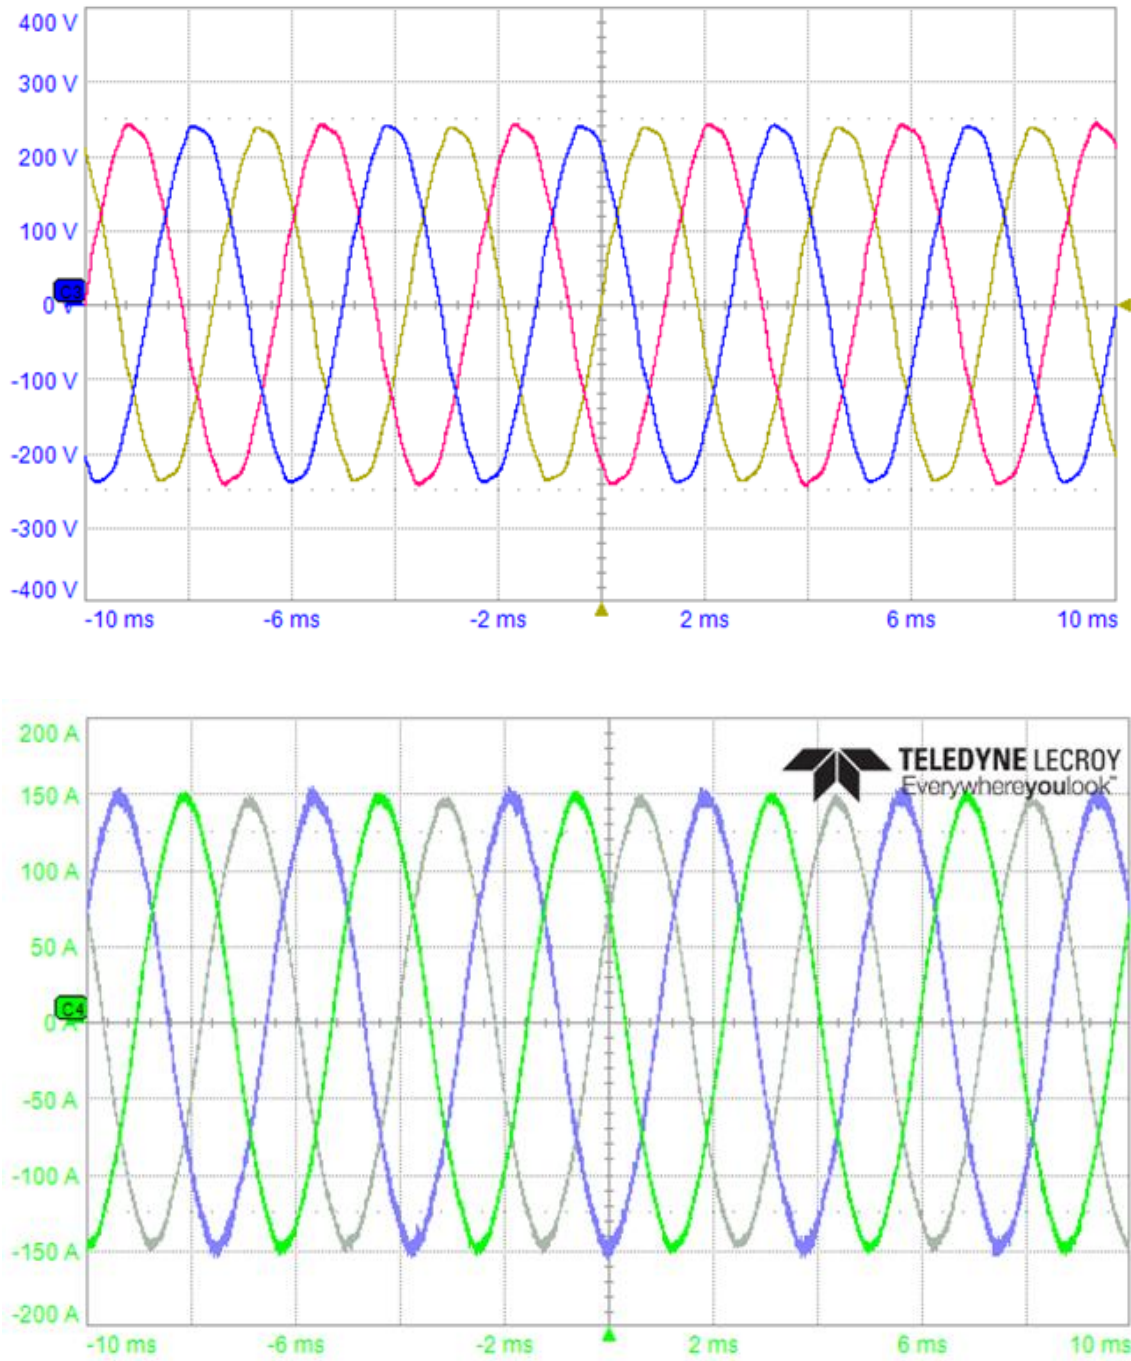 400 V
300 V
200 V
100 V
C3
0 V
-100 V
-200 V
-300 V
-400 V
-10 ms -6 ms -2 ms 2 ms 6 ms 10 ms
200 A
TELEDYNE LECROY
Everywhereyoulook™
150 A
100 A
50 A
C4
0 A
-50 A
-100 A
-150 A
-200 A
-10 ms -6 ms -2 ms 2 ms 6 ms 10 ms